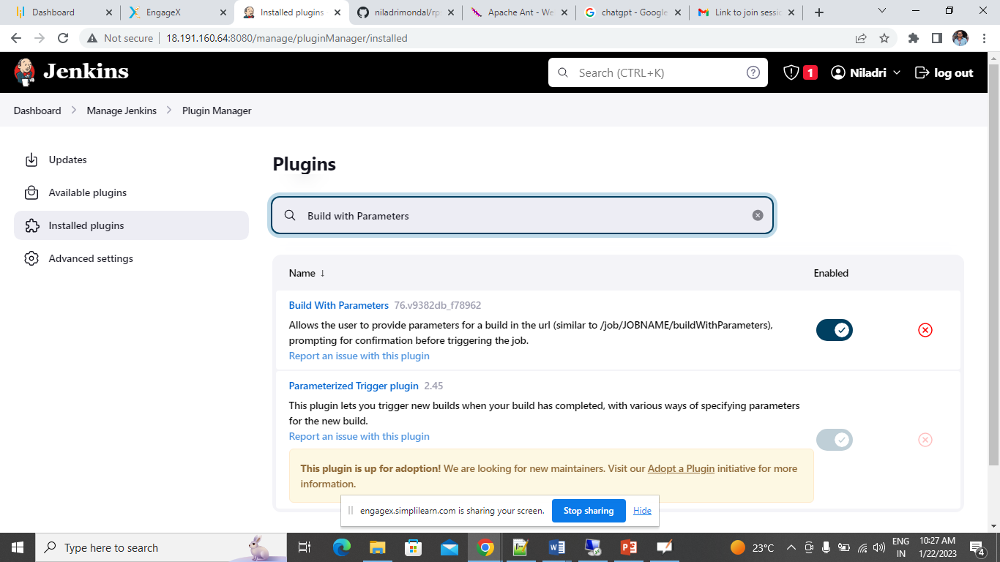 Dashboard
EngageX
Installed plugins
niladrimondal/rp
Apache Ant - We
chatgpt - Google
Link to join sessio
Not secure
18.191.160.64:8080/manage/pluginManager/installed
Jenkins
Search (CTRL+K)
1
Niladri
log out
Dashboard
Manage Jenkins
Plugin Manager
Updates
Available plugins
Installed plugins
Advanced settings
Plugins
Build with Parameters
Name ↓
Enabled
Build With Parameters 76.v9382db_f78962
Allows the user to provide parameters for a build in the url (similar to /job/JOBNAME/buildWithParameters),
prompting for confirmation before triggering the job.
Report an issue with this plugin
Parameterized Trigger plugin 2.45
This plugin lets you trigger new builds when your build has completed, with various ways of specifying parameters
for the new build.
Report an issue with this plugin
This plugin is up for adoption! We are looking for new maintainers. Visit our Adopt a Plugin initiative for more
information.
engagex.simplilearn.com is sharing your screen.
Stop sharing
Hide
Type here to search
23°C
ENG
IN
10:27 AM
1/22/2023
4